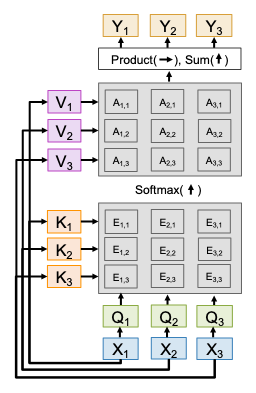 Y1 Y2 Y3
Product(→), Sum(↑)
V1 A1,1 A2,1 A3,1
V2 A1,2 A2,2 A3,2
V3 A1,3 A2,3 A3,3
Softmax(↑)
K1 E1,1 E2,1 E3,1
K2 E1,2 E2,2 E3,2
K3 E1,3 E2,3 E3,3
Q1 Q2 Q3
X1 X2 X3